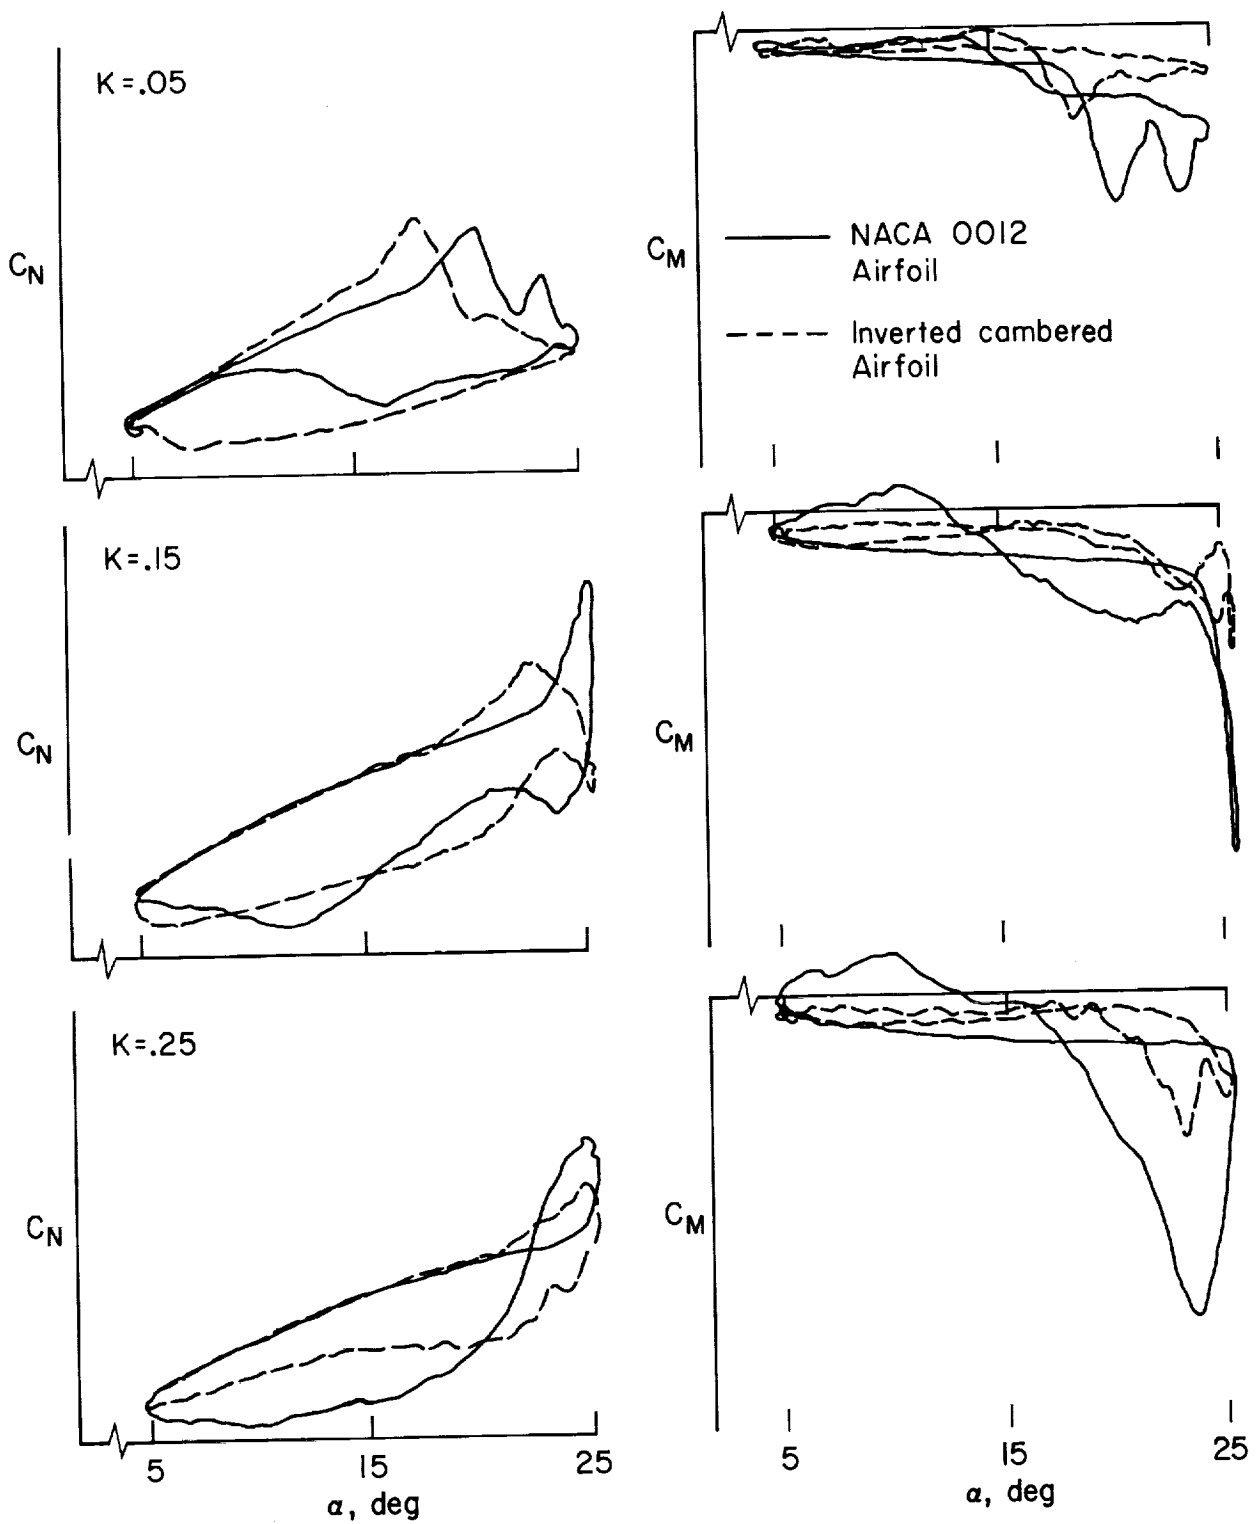 K=.05
C_N
C_M
NACA 0012
Airfoil
Inverted cambered
Airfoil
K=.15
C_N
C_M
K=.25
C_N
C_M
5 15 25
α, deg
5 15 25
α, deg